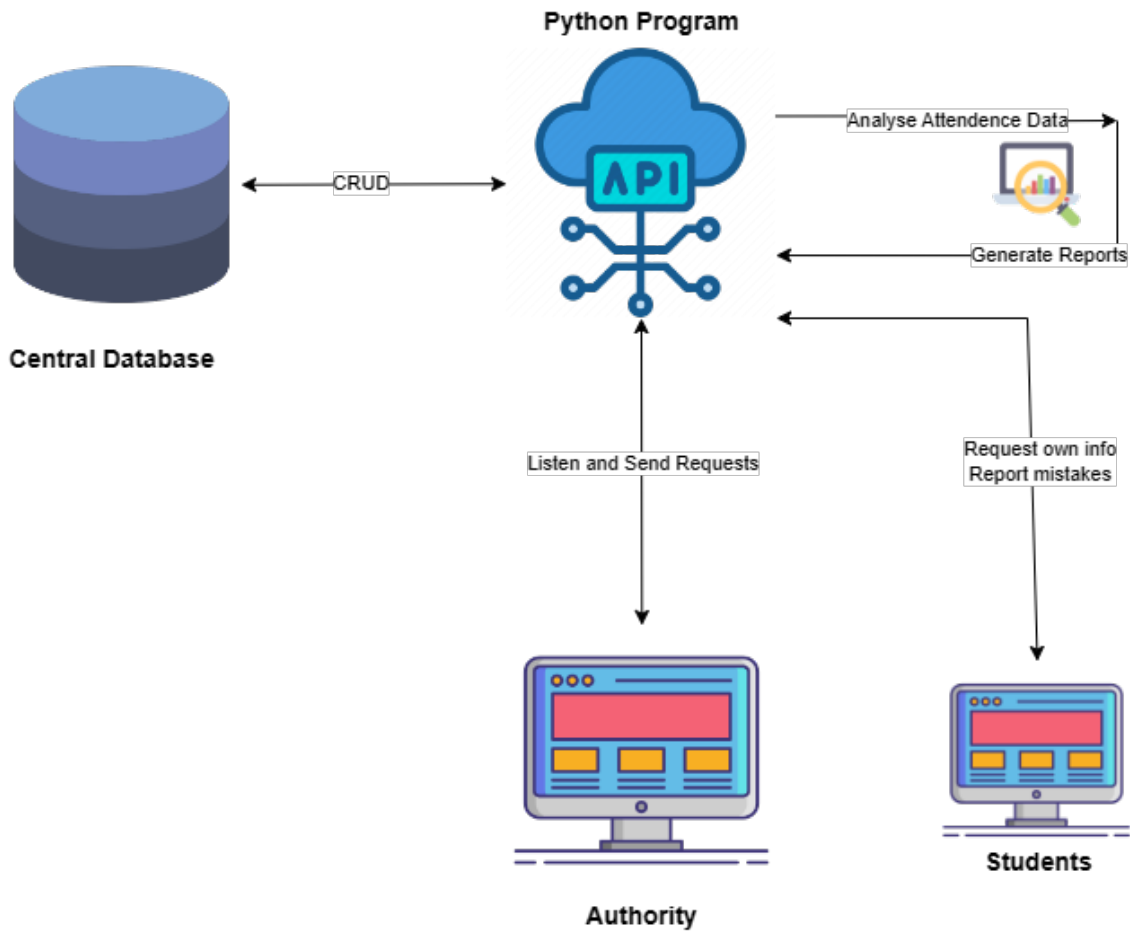 Python Program
Analyse Attendence Data
API
CRUD
Generate Reports
Central Database
Listen and Send Requests
Request own info
Report mistakes
Students
Authority